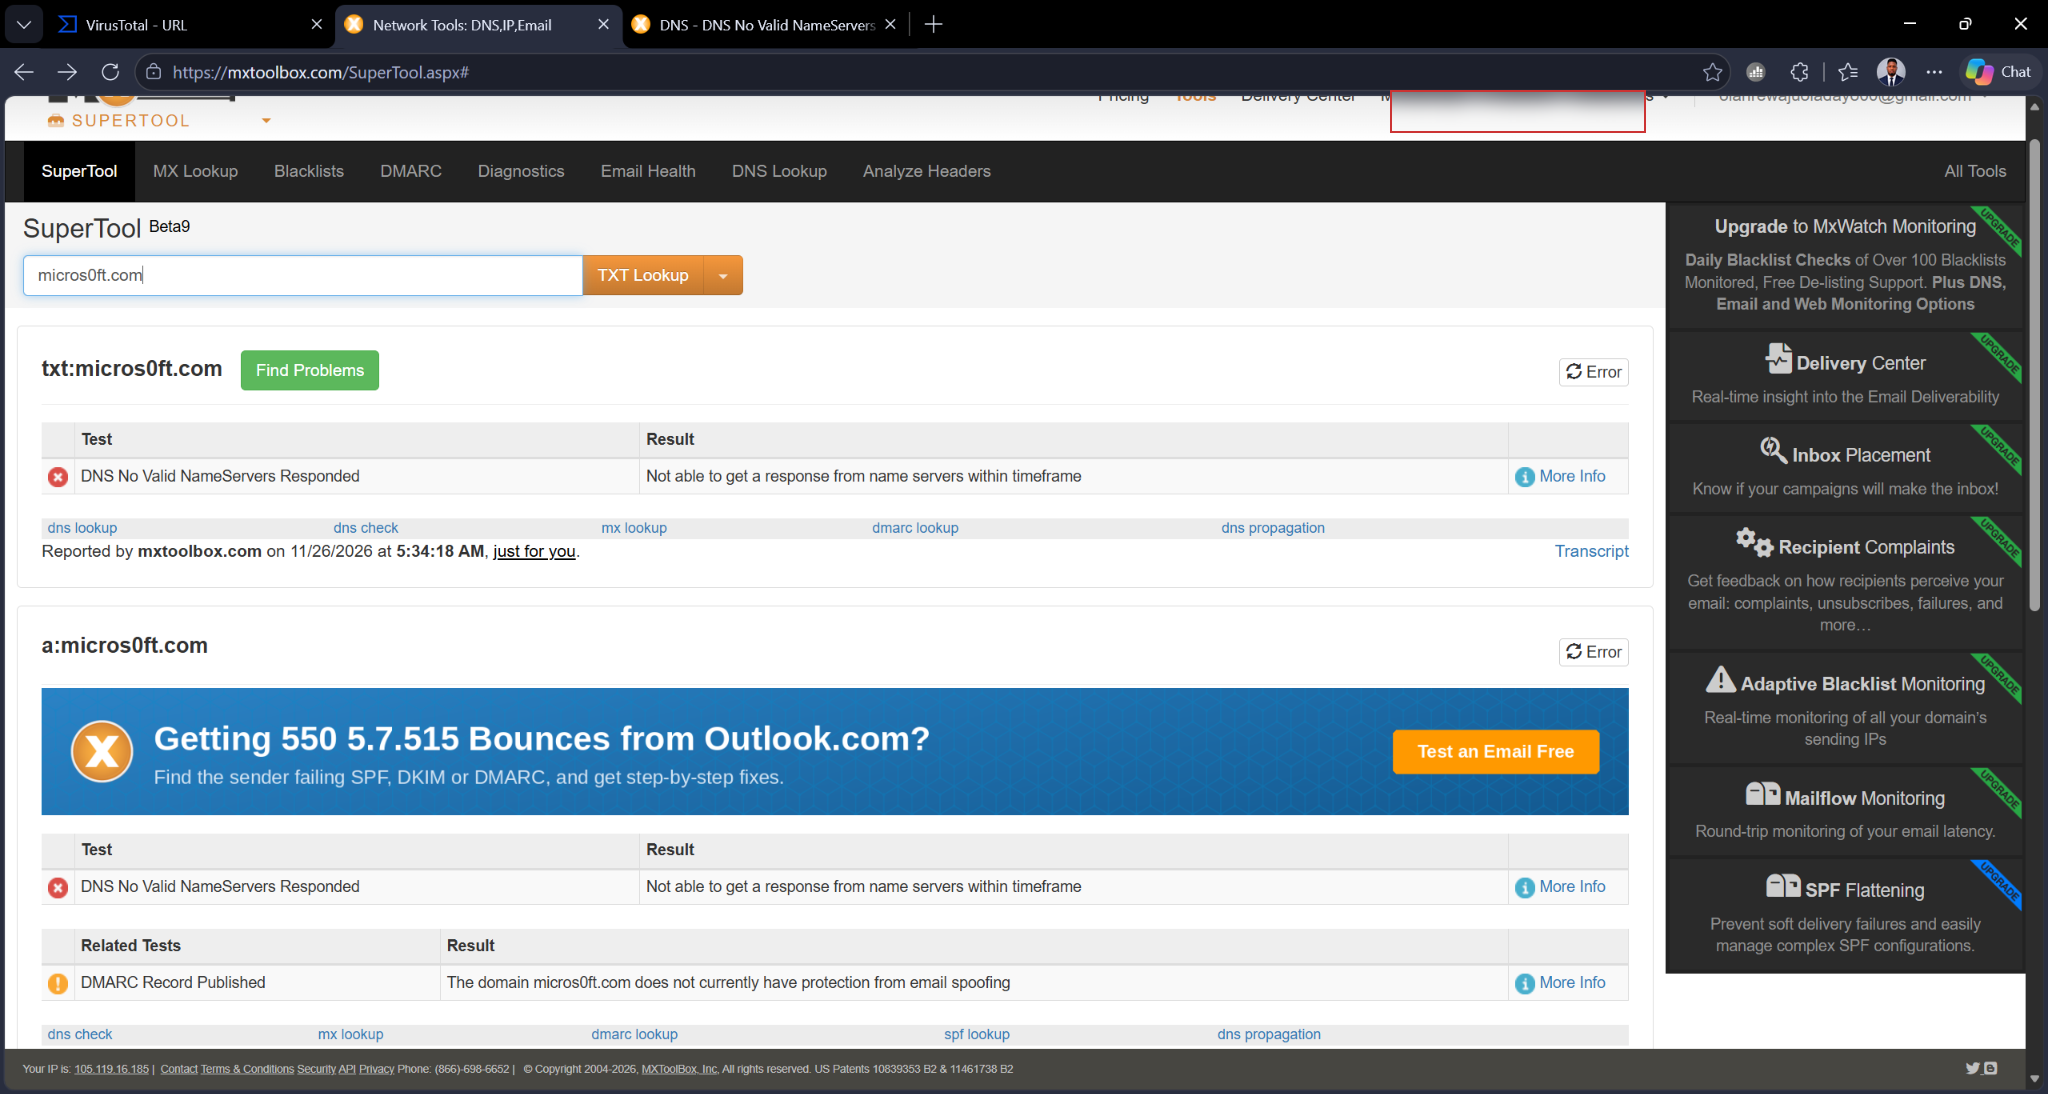 VirusTotal - URL
Network Tools: DNS,IP,Email
DNS - DNS No Valid NameServers
https://mxtoolbox.com/SuperTool.aspx#
Chat
Pricing Tools Delivery Center
SUPERTOOL
SuperTool MX Lookup Blacklists DMARC Diagnostics Email Health DNS Lookup Analyze Headers All Tools
SuperTool Beta9
micros0ft.com TXT Lookup
txt:micros0ft.com Find Problems Error
Test Result
DNS No Valid NameServers Responded Not able to get a response from name servers within timeframe More Info
dns lookup dns check mx lookup dmarc lookup dns propagation
Reported by mxtoolbox.com on 11/26/2026 at 5:34:18 AM, just for you. Transcript
a:micros0ft.com Error
Getting 550 5.7.515 Bounces from Outlook.com?
Find the sender failing SPF, DKIM or DMARC, and get step-by-step fixes.
Test an Email Free
Test Result
DNS No Valid NameServers Responded Not able to get a response from name servers within timeframe More Info
Related Tests Result
DMARC Record Published The domain micros0ft.com does not currently have protection from email spoofing More Info
dns check mx lookup dmarc lookup spf lookup dns propagation
Upgrade to MxWatch Monitoring
UPGRADE
Daily Blacklist Checks of Over 100 Blacklists
Monitored, Free De-listing Support. Plus DNS,
Email and Web Monitoring Options
Delivery Center
UPGRADE
Real-time insight into the Email Deliverability
Inbox Placement
UPGRADE
Know if your campaigns will make the inbox!
Recipient Complaints
UPGRADE
Get feedback on how recipients perceive your
email: complaints, unsubscribes, failures, and
more…
Adaptive Blacklist Monitoring
UPGRADE
Real-time monitoring of all your domain's
sending IPs
Mailflow Monitoring
UPGRADE
Round-trip monitoring of your email latency.
SPF Flattening
UPGRADE
Prevent soft delivery failures and easily
manage complex SPF configurations.
Your IP is: 105.119.16.185 | Contact Terms & Conditions Security API Privacy Phone: (866)-698-6652 | © Copyright 2004-2026, MXToolBox, Inc, All rights reserved. US Patents 10839353 B2 & 11461738 B2